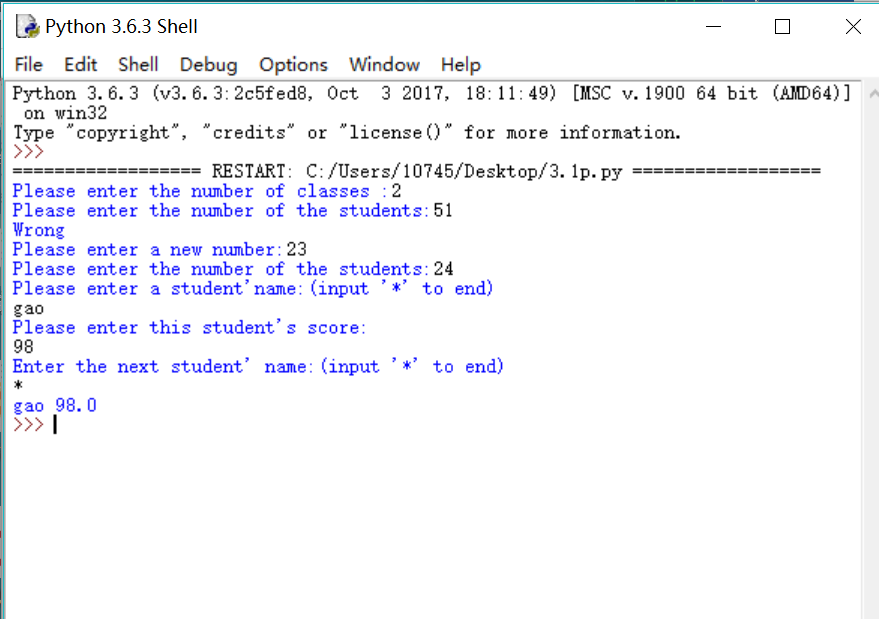 Python 3.6.3 Shell
File Edit Shell Debug Options Window Help
Python 3.6.3 (v3.6.3:2c5fed8, Oct  3 2017, 18:11:49) [MSC v.1900 64 bit (AMD64)]
 on win32
Type "copyright", "credits" or "license()" for more information.
>>>
================== RESTART: C:/Users/10745/Desktop/3.1p.py ==================
Please enter the number of classes :2
Please enter the number of the students:51
Wrong
Please enter a new number:23
Please enter the number of the students:24
Please enter a student'name:(input '*' to end)
gao
Please enter this student's score:
98
Enter the next student' name:(input '*' to end)
*
gao 98.0
>>>